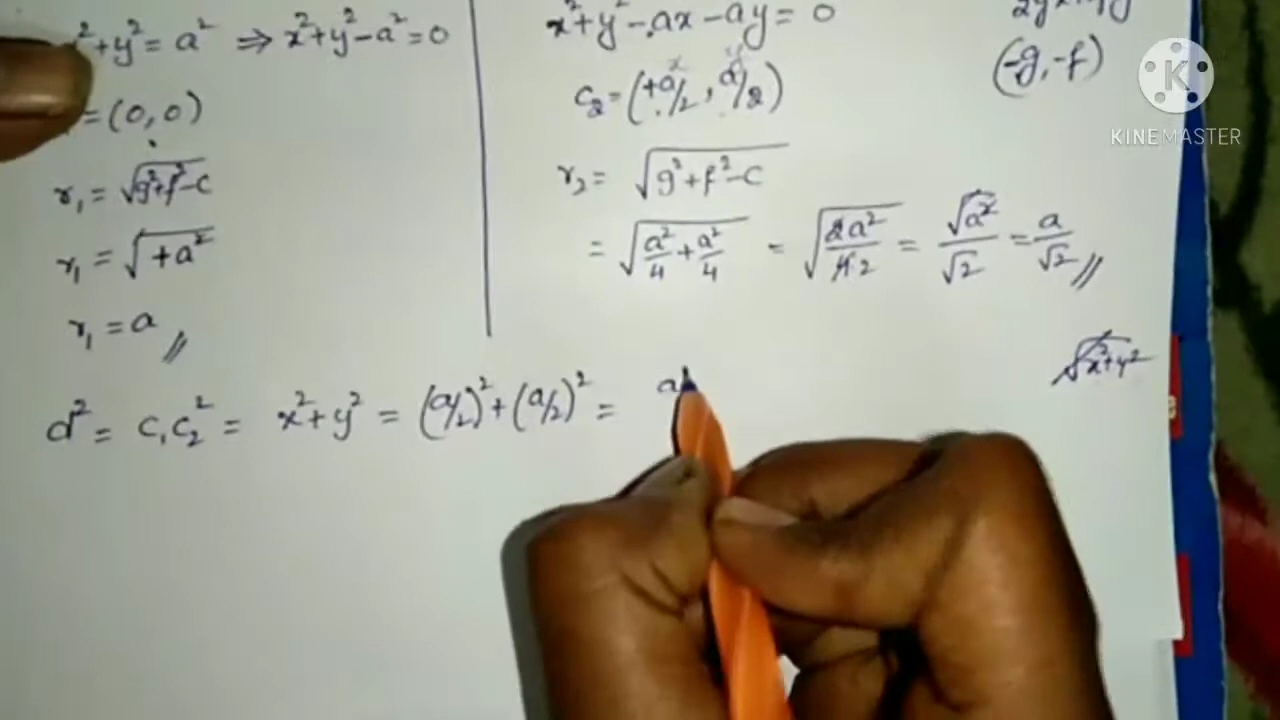 ²+y²= a² ⇒ x²+y²-a²=0
=(0,0)
r₁ = √g²+f²-c
r₁ = √+a²
r₁ = a //
x²+y²-ax-ay= 0
c₂ = (+a/2, a/2)
r₂ = √g²+f²-c
= √a²/4+a²/4 = √2a²/4 2 = √a²/√2 = a/√2 //
(-g,-f)
KINEMASTER
√x²+y²
d² = c₁c₂² = x²+y² = (a/2)²+(a/2)² = a